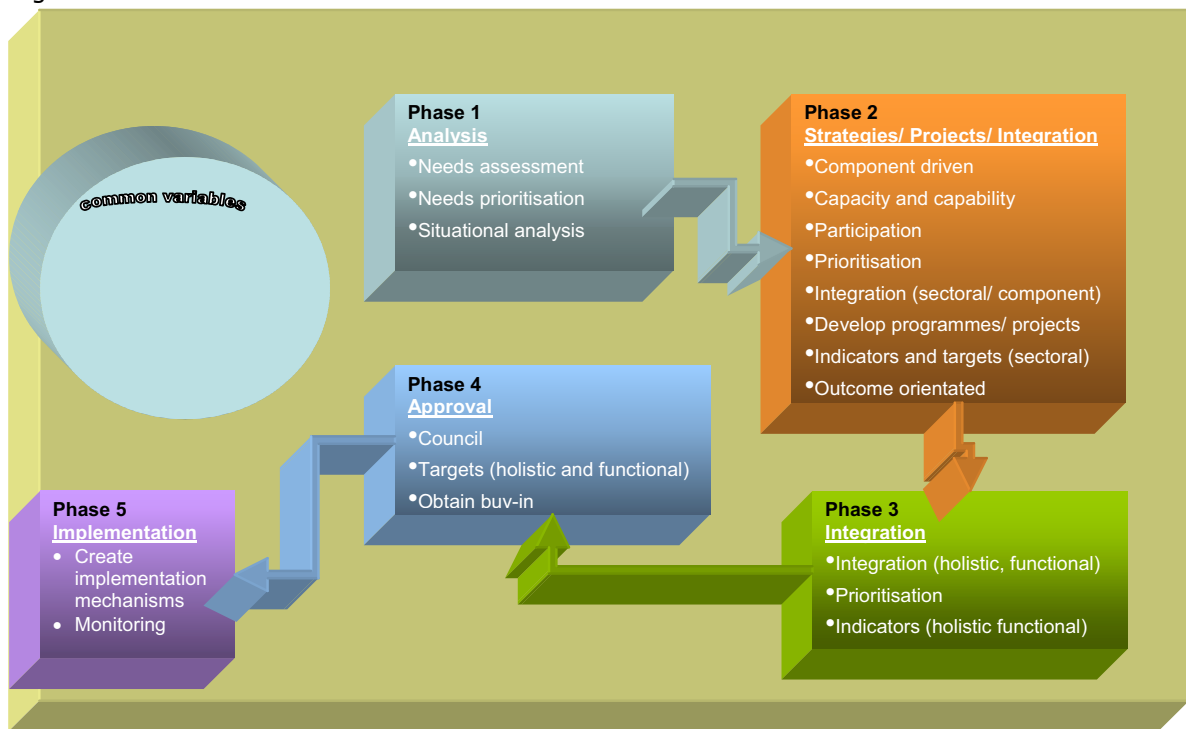 common variables
Phase 1
Analysis
•Needs assessment
•Needs prioritisation
•Situational analysis
Phase 2
Strategies/ Projects/ Integration
•Component driven
•Capacity and capability
•Participation
•Prioritisation
•Integration (sectoral/ component)
•Develop programmes/ projects
•Indicators and targets (sectoral)
•Outcome orientated
Phase 3
Integration
•Integration (holistic, functional)
•Prioritisation
•Indicators (holistic functional)
Phase 4
Approval
•Council
•Targets (holistic and functional)
•Obtain buy-in
Phase 5
Implementation
• Create
implementation
mechanisms
• Monitoring